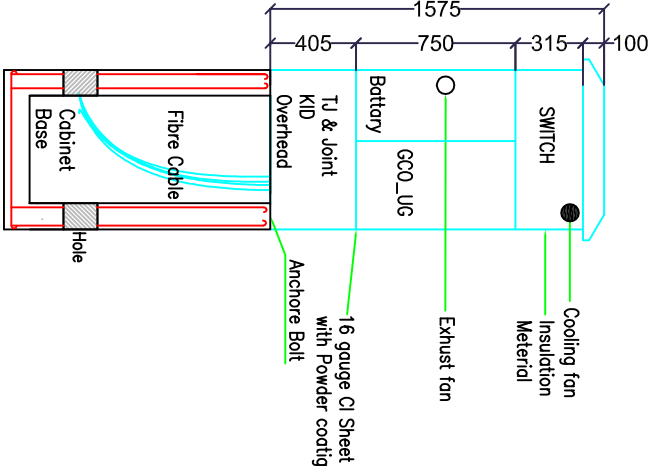 1575
405
750
315
100
SWITCH
Battary
GCO_UG
TJ & Joint
KID
Overhead
Fibre Cable
Cabinet
Base
Hole
Cooling fan
Insulation
Meterial
Exhust fan
16 gauge CI Sheet
with Powder coatig
Anchore Bolt